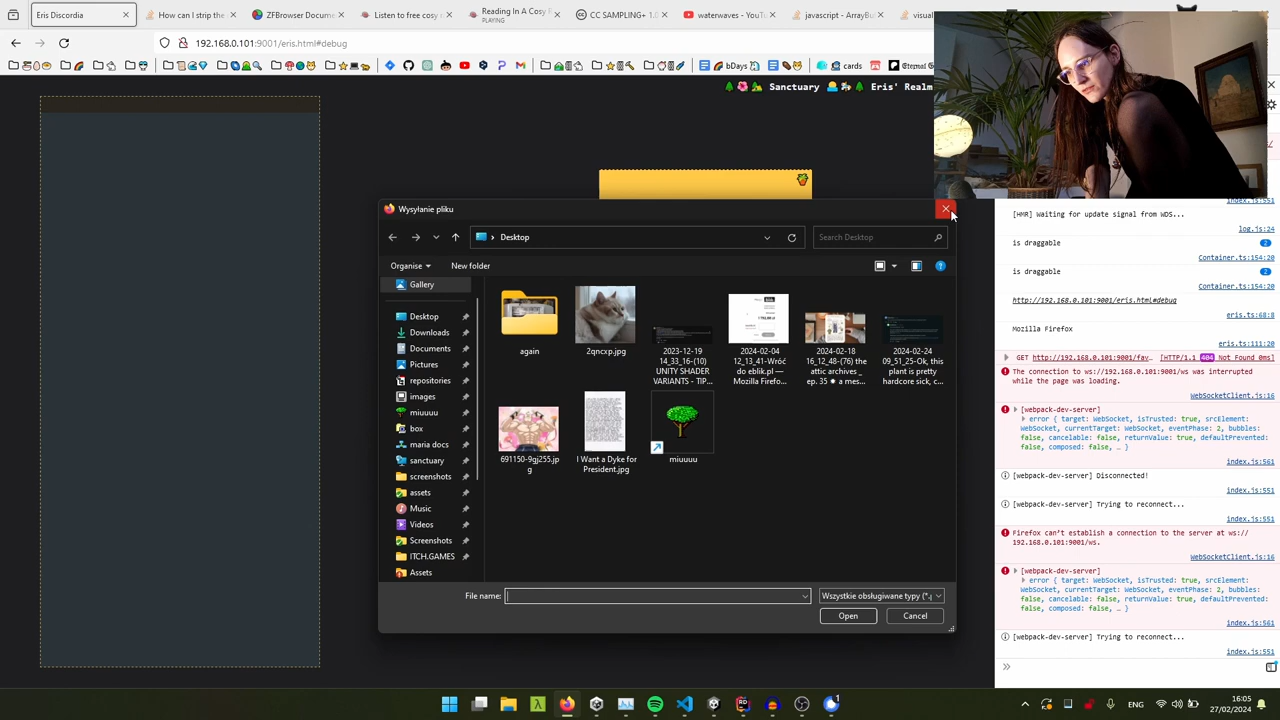 Eris Discordia
How can I strip the
ZFBrowser Docume
Listen to free cosy
Reading In A Cosy R
PLAYING
CC SAMPLING+ 1.0
waterwaves - YouT
javascript - ArrayB
visual
192.168.0.101:9001/eris.html#debug
bDays
cards
Eternal
Sanctuary
Eris' Realm
Wysyłanie pliku
Desktop
Search Desktop
Organise
New folder
Gallery
Desktop
Downloads
Documents
Pictures
repositories
images
miuuuu
box
maria docs
sanctuary
screenshots
assets
Music
Videos
Screenshots
ITCH.GAMES
Assets
again
2qncxp.jpg
2023-12-19
14_33_16-(10)
UNITY SHADER
VARIANTS - TIP...
2024-02-04
12_13_41-Wróc
do eblik.pl —
Mozilla Firefo...
2024-02-18
16_12_48-(76) the
attic archives _
ep. 35 ✷ a mes...
2024-02-24
09_51_25-Ok, this
plant is pretty
hardcore sick, c...
691150-9gj255.jp
g
I Want a Dyke for
President.jpg
miuuuu
File name:
Wszystkie obsługiwane typy (*.j
Open
Cancel
index.js:551
[HMR] Waiting for update signal from WDS...
log.js:24
is draggable
2
Container.ts:154:20
is draggable
2
Container.ts:154:20
http://192.168.0.101:9001/eris.html#debug
eris.ts:68:8
Mozilla Firefox
eris.ts:111:20
GET http://192.168.0.101:9001/fav… [HTTP/1.1 404 Not Found 0ms]
The connection to ws://192.168.0.101:9001/ws was interrupted
while the page was loading.
WebSocketClient.js:16
[webpack-dev-server]
error { target: WebSocket, isTrusted: true, srcElement:
WebSocket, currentTarget: WebSocket, eventPhase: 2, bubbles:
false, cancelable: false, returnValue: true, defaultPrevented:
false, composed: false, … }
index.js:561
[webpack-dev-server] Disconnected!
index.js:551
[webpack-dev-server] Trying to reconnect...
index.js:551
Firefox can't establish a connection to the server at ws://
192.168.0.101:9001/ws.
WebSocketClient.js:16
[webpack-dev-server]
error { target: WebSocket, isTrusted: true, srcElement:
WebSocket, currentTarget: WebSocket, eventPhase: 2, bubbles:
false, cancelable: false, returnValue: true, defaultPrevented:
false, composed: false, … }
index.js:561
[webpack-dev-server] Trying to reconnect...
index.js:551
ENG
16:05
27/02/2024